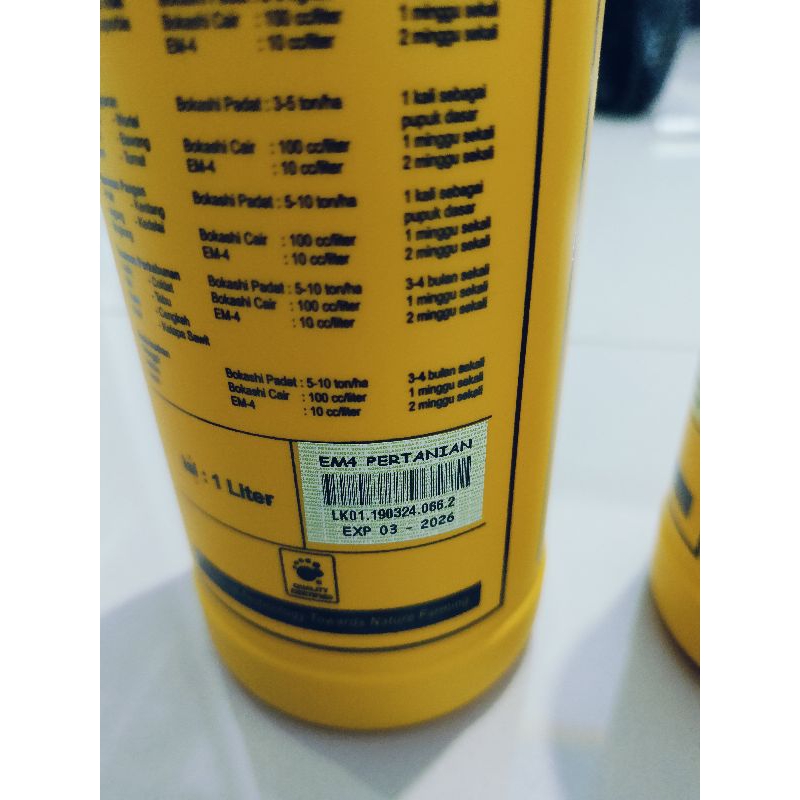 Bokashi Cair : 100 cc/liter 1 minggu sekali
EM-4 : 10 cc/liter 2 minggu sekali
Bokashi Padat : 3-5 ton/ha 1 kali sebagai
pupuk dasar
Bokashi Cair : 100 cc/liter 1 minggu sekali
EM-4 : 10 cc/liter 2 minggu sekali
Bokashi Padat : 5-10 ton/ha 1 kali sebagai
pupuk dasar
Bokashi Cair : 100 cc/liter 1 minggu sekali
EM-4 : 10 cc/liter 2 minggu sekali
Bokashi Padat : 5-10 ton/ha 3-4 bulan sekali
Bokashi Cair : 100 cc/liter 1 minggu sekali
EM-4 : 10 cc/liter 2 minggu sekali
- Tebu
- Cengkeh
- Kelapa Sawit
Bokashi Padat : 5-10 ton/ha 3-4 bulan sekali
Bokashi Cair : 100 cc/liter 1 minggu sekali
EM-4 : 10 cc/liter 2 minggu sekali
: 1 Liter
EM4 PERTANIAN
LK01.190324.066.2
EXP 03 - 2026
QUALITY
CERTIFIED
Towards Nature Farming